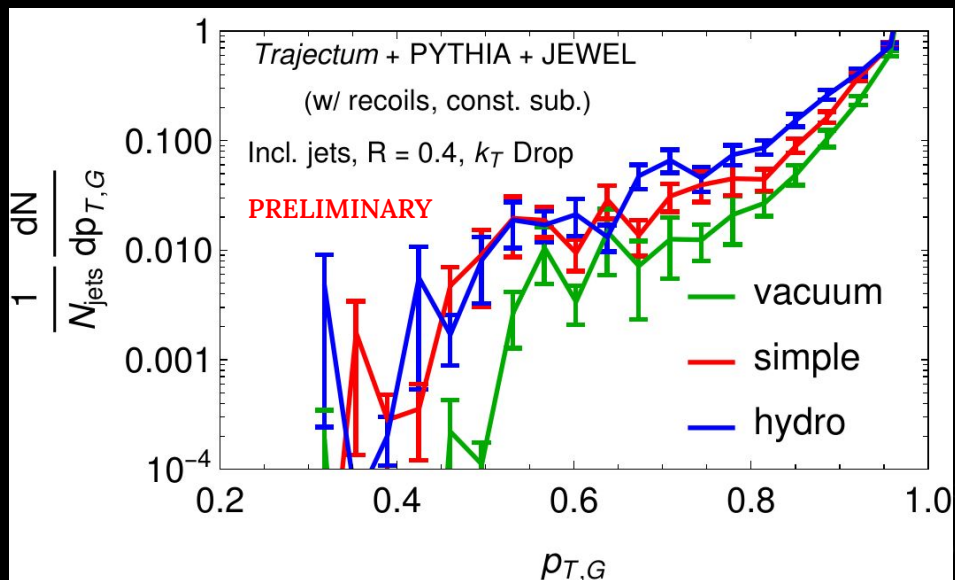 Trajectum + PYTHIA + JEWEL
(w/ recoils, const. sub.)
Incl. jets, R = 0.4, k_T Drop
PRELIMINARY
1
0.100
0.010
0.001
10⁻⁴
1 dN
N_jets dp_T,G
vacuum
simple
hydro
0.2 0.4 0.6 0.8 1.0
p_T,G